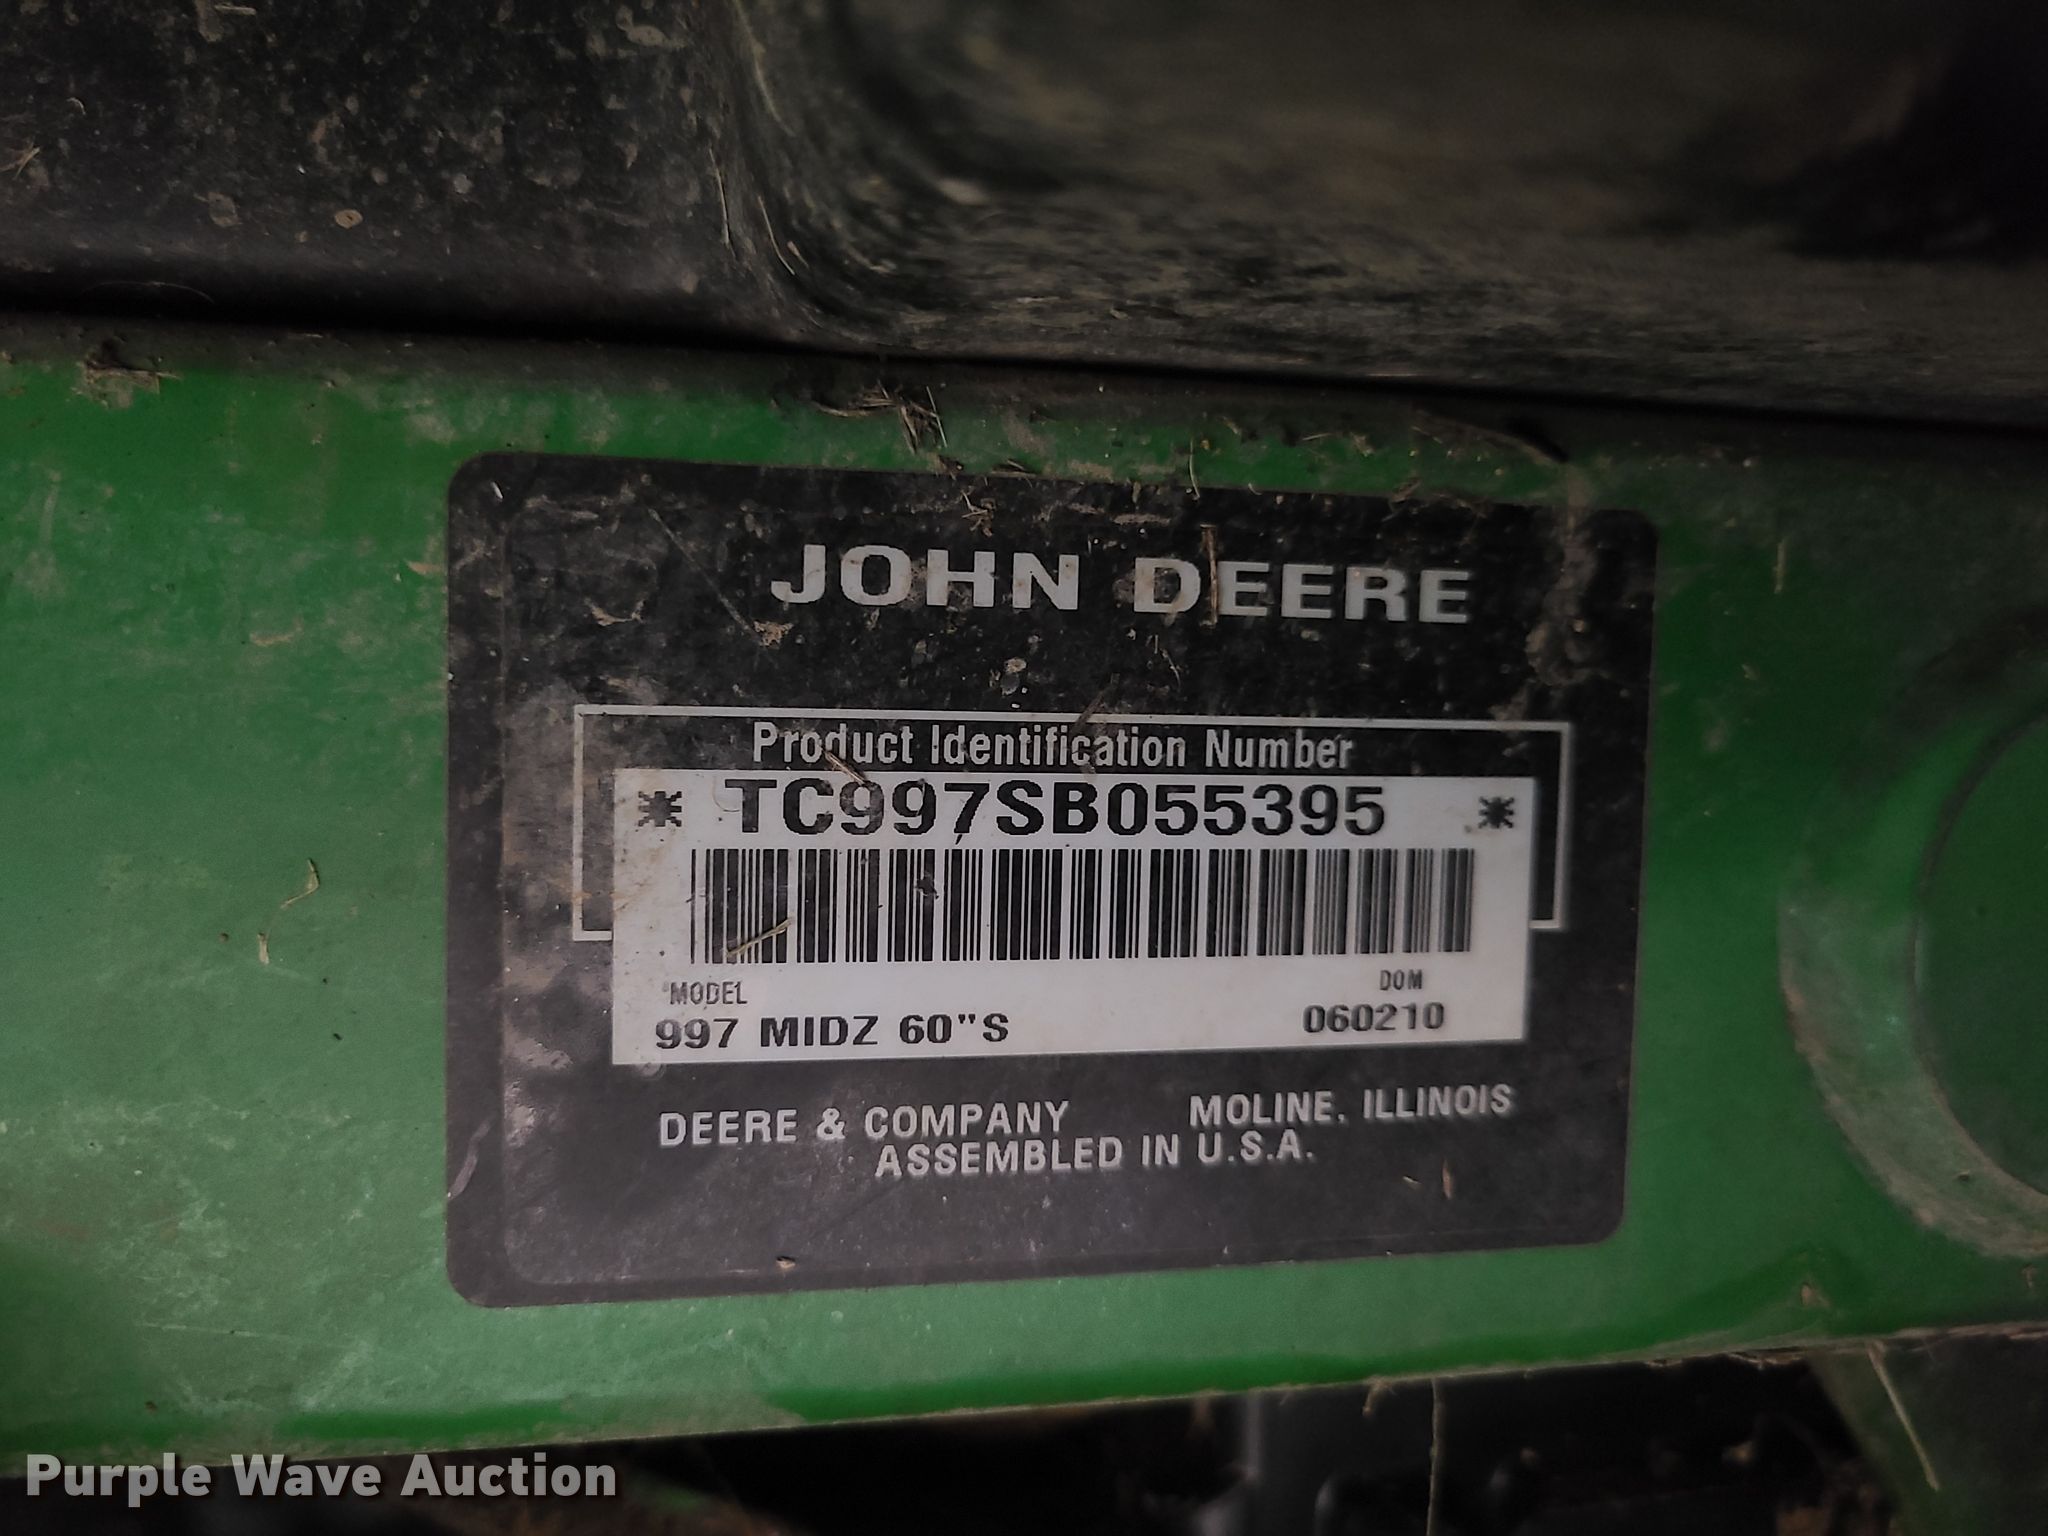 JOHN DEERE
Product Identification Number
* TC997SB055395 *
MODEL
DOM
997 MIDZ 60"S
060210
DEERE & COMPANY MOLINE, ILLINOIS
ASSEMBLED IN U.S.A.
Purple Wave Auction